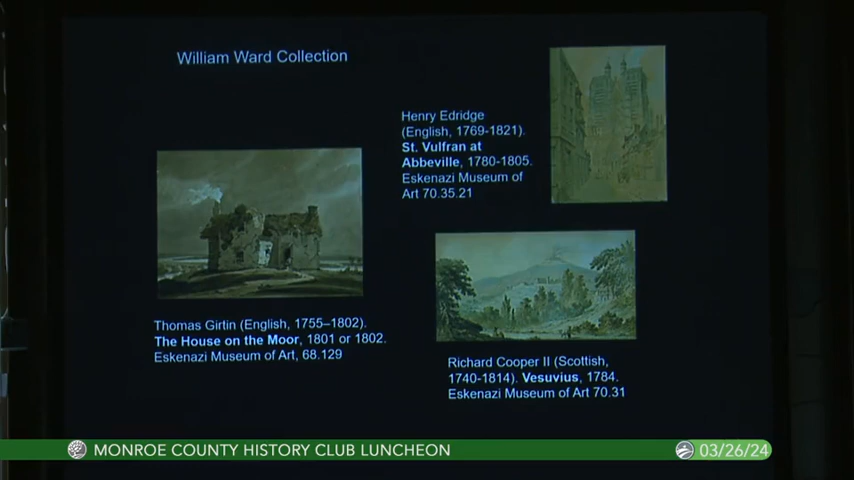 William Ward Collection
Henry Edridge
(English, 1769-1821).
St. Vulfran at
Abbeville, 1780-1805.
Eskenazi Museum of
Art 70.35.21
Thomas Girtin (English, 1755–1802).
The House on the Moor, 1801 or 1802.
Eskenazi Museum of Art, 68.129
Richard Cooper II (Scottish,
1740-1814). Vesuvius, 1784.
Eskenazi Museum of Art 70.31
MONROE COUNTY HISTORY CLUB LUNCHEON
03/26/24